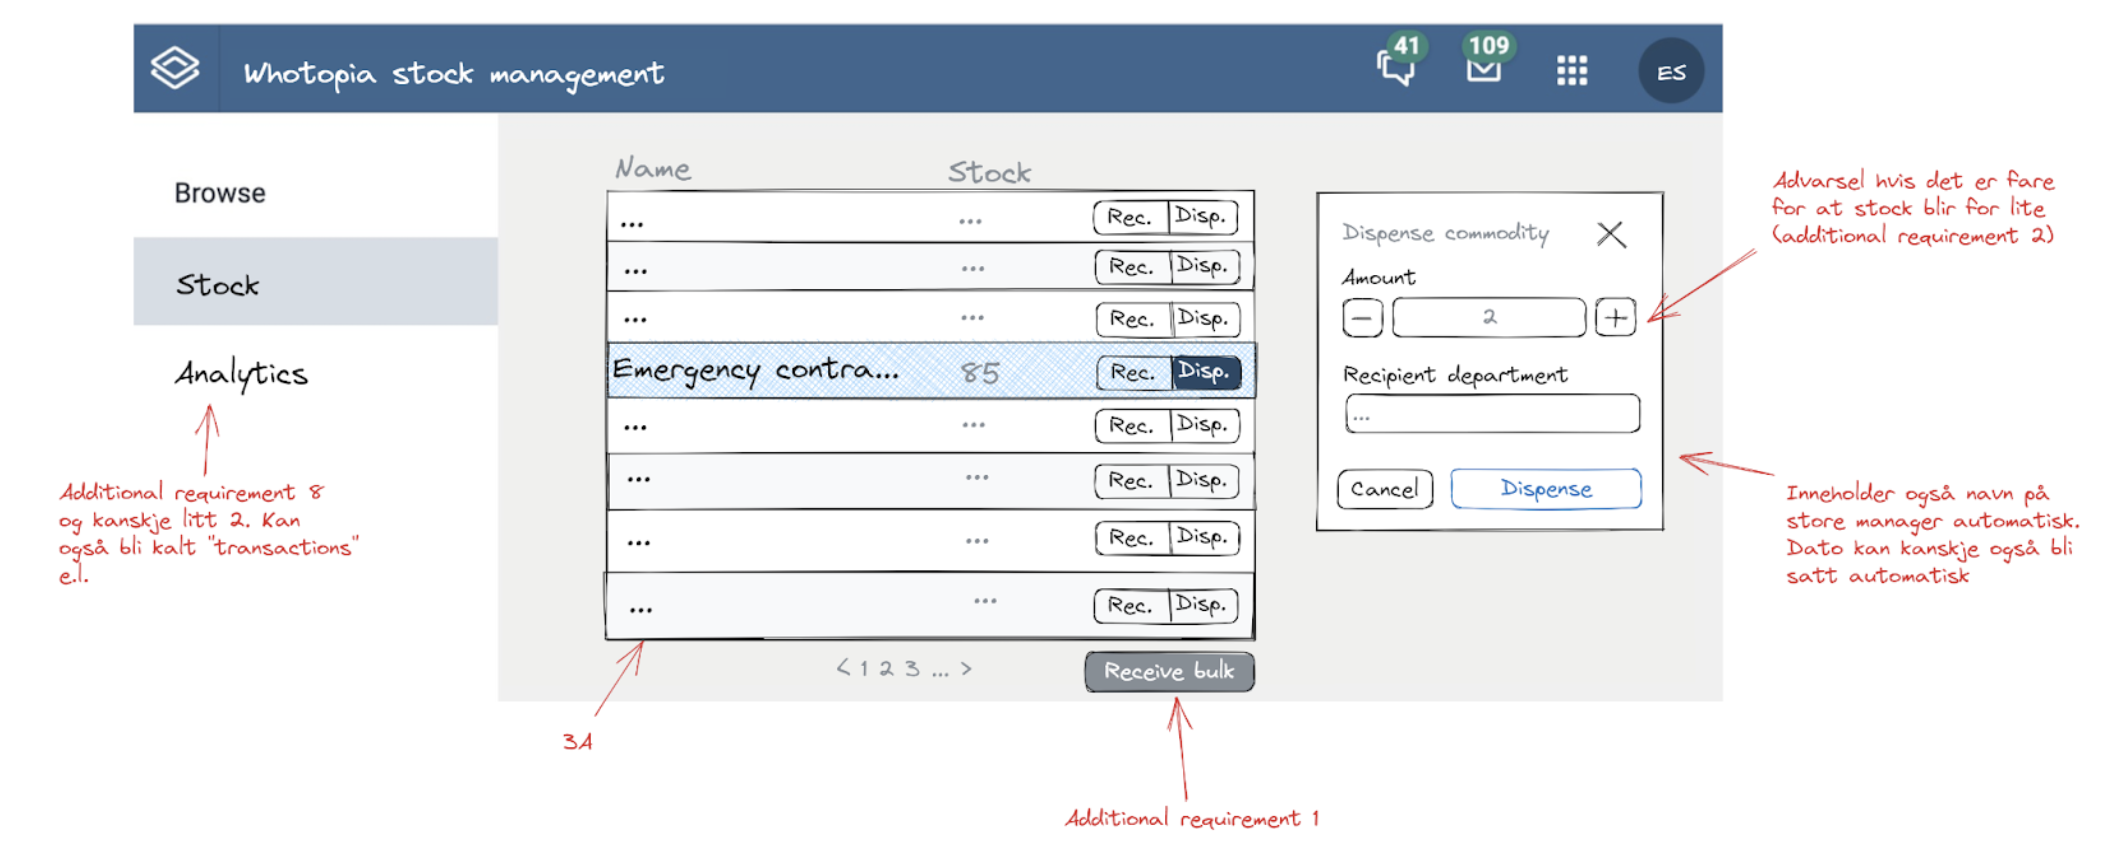 Whotopia stock management
41
109
ES
Browse
Stock
Analytics
Additional requirement 8
og kanskje litt 2. Kan
også bli kalt "transactions"
e.l.
Name Stock
... ... Rec. Disp.
... ... Rec. Disp.
... ... Rec. Disp.
Emergency contra... 85 Rec. Disp.
... ... Rec. Disp.
... ... Rec. Disp.
... ... Rec. Disp.
... ... Rec. Disp.
< 1 2 3 ... >
Receive bulk
3A
Additional requirement 1
Dispense commodity
Amount
2
Recipient department
...
Cancel Dispense
Advarsel hvis det er fare
for at stock blir for lite
(additional requirement 2)
Inneholder også navn på
store manager automatisk.
Dato kan kanskje også bli
satt automatisk